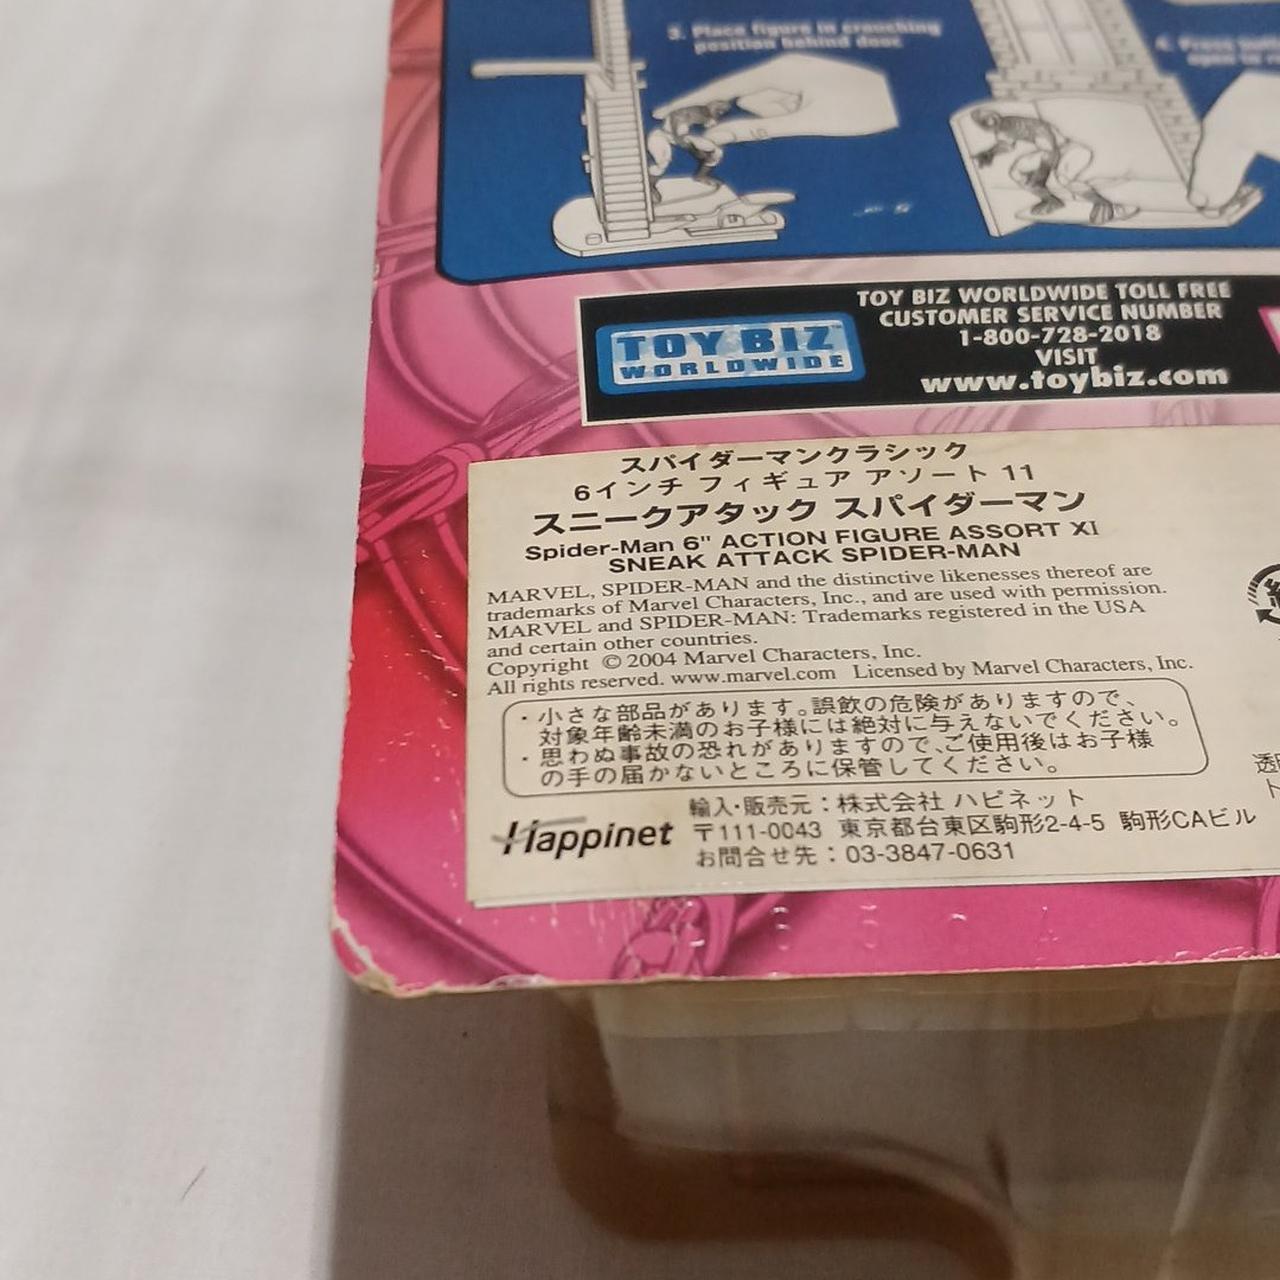 3. Place figure in crouching
position behind door.
TOY BIZ
WORLDWIDE
TOY BIZ WORLDWIDE TOLL FREE
CUSTOMER SERVICE NUMBER
1-800-728-2018
VISIT
www.toybiz.com
スパイダーマンクラシック
6インチ フィギュア アソート 11
スニークアタック スパイダーマン
Spider-Man 6" ACTION FIGURE ASSORT XI
SNEAK ATTACK SPIDER-MAN
MARVEL, SPIDER-MAN and the distinctive likenesses thereof are
trademarks of Marvel Characters, Inc., and are used with permission.
MARVEL and SPIDER-MAN: Trademarks registered in the USA
and certain other countries.
Copyright © 2004 Marvel Characters, Inc.
All rights reserved. www.marvel.com Licensed by Marvel Characters, Inc.
・小さな部品があります。誤飲の危険がありますので、
対象年齢未満のお子様には絶対に与えないでください。
・思わぬ事故の恐れがありますので、ご使用後はお子様
の手の届かないところに保管してください。
Happinet
輸入・販売元：株式会社 ハピネット
〒111-0043 東京都台東区駒形2-4-5 駒形CAビル
お問合せ先：03-3847-0631